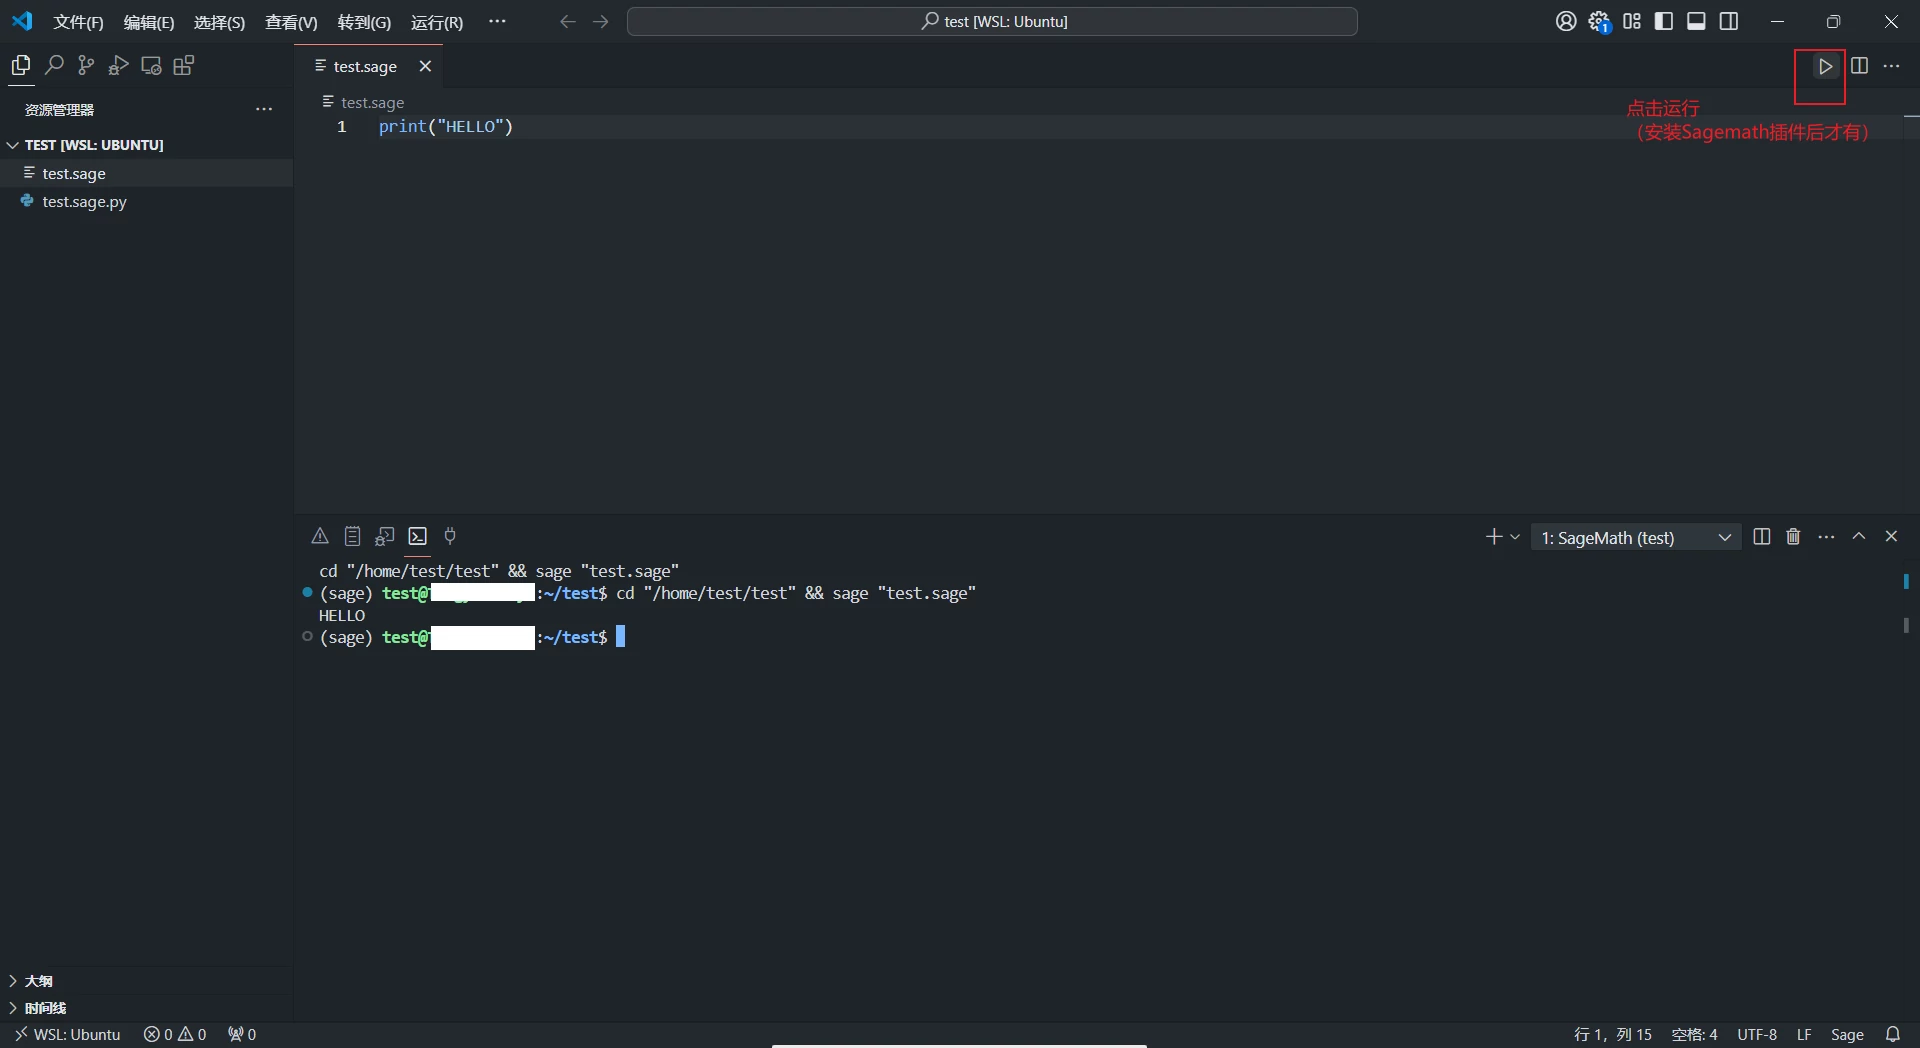 文件(F) 编辑(E) 选择(S) 查看(V) 转到(G) 运行(R) ··· test [WSL: Ubuntu] 1
test.sage
资源管理器 ···
test.sage
点击运行
（安装Sagemath插件后才有）
1 print("HELLO")
TEST [WSL: UBUNTU]
test.sage
test.sage.py
1: SageMath (test)
cd "/home/test/test" && sage "test.sage"
(sage) test@ :~/test$ cd "/home/test/test" && sage "test.sage"
HELLO
(sage) test@ :~/test$
大纲
时间线
WSL: Ubuntu 0 0 0 行 1，列 15 空格: 4 UTF-8 LF Sage